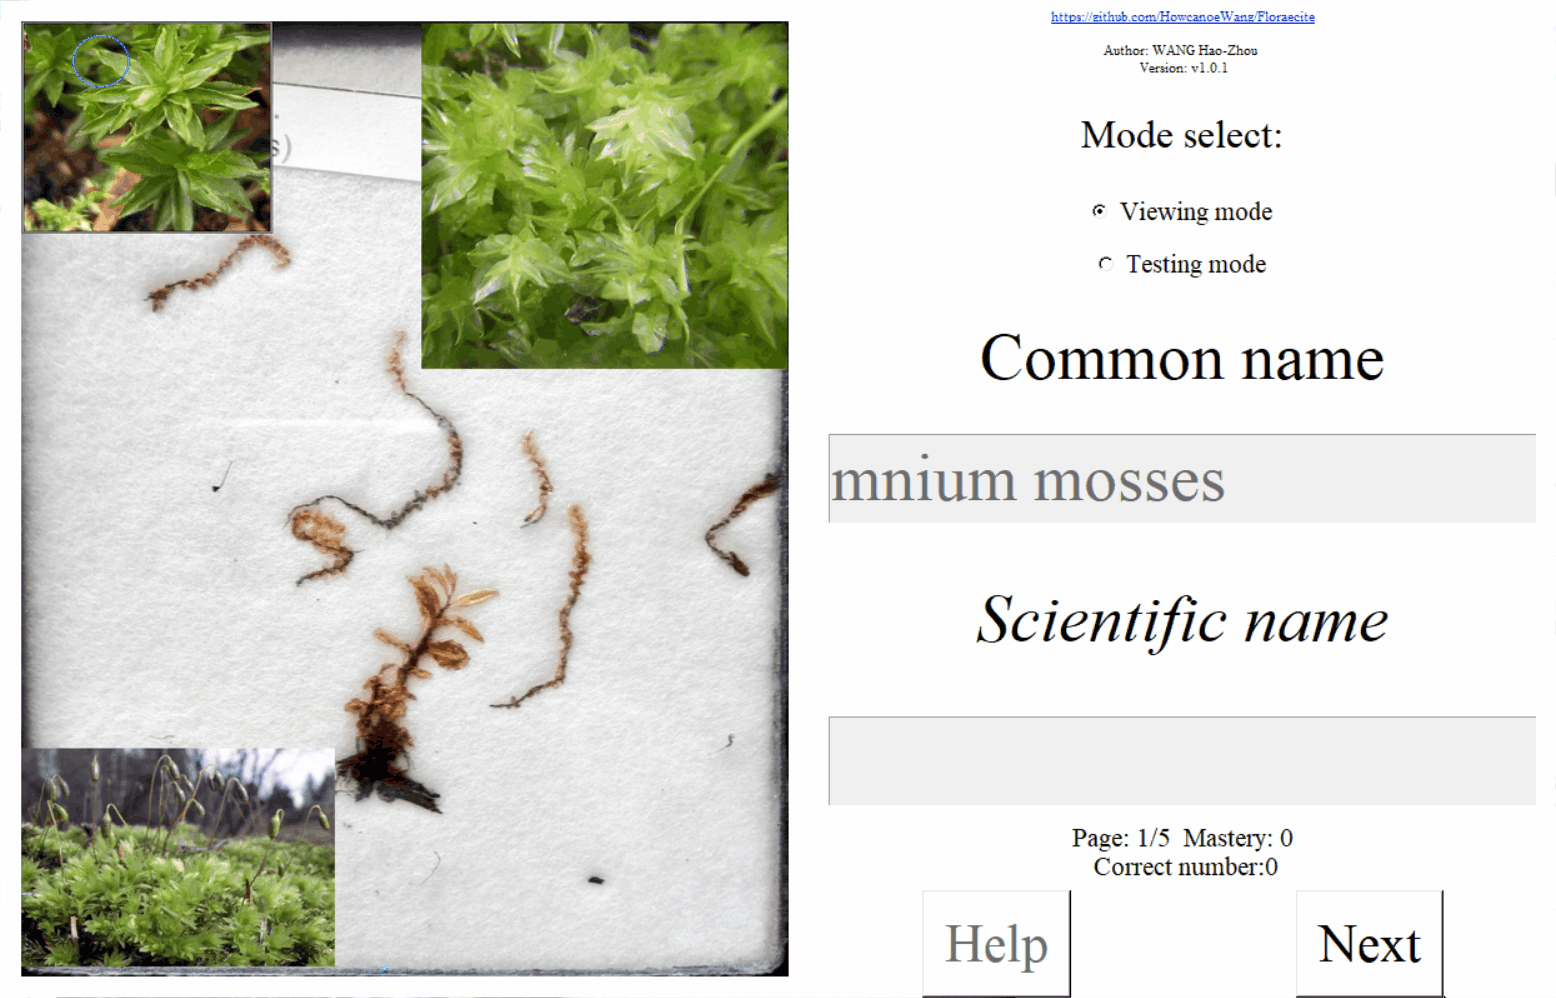 s)
https://github.com/HowcanoeWang/Floraecite
Author: WANG Hao-Zhou
Version: v1.0.1
Mode select:
Viewing mode
Testing mode
Common name
mnium mosses
Scientific name
Page: 1/5 Mastery: 0
Correct number:0
Help
Next